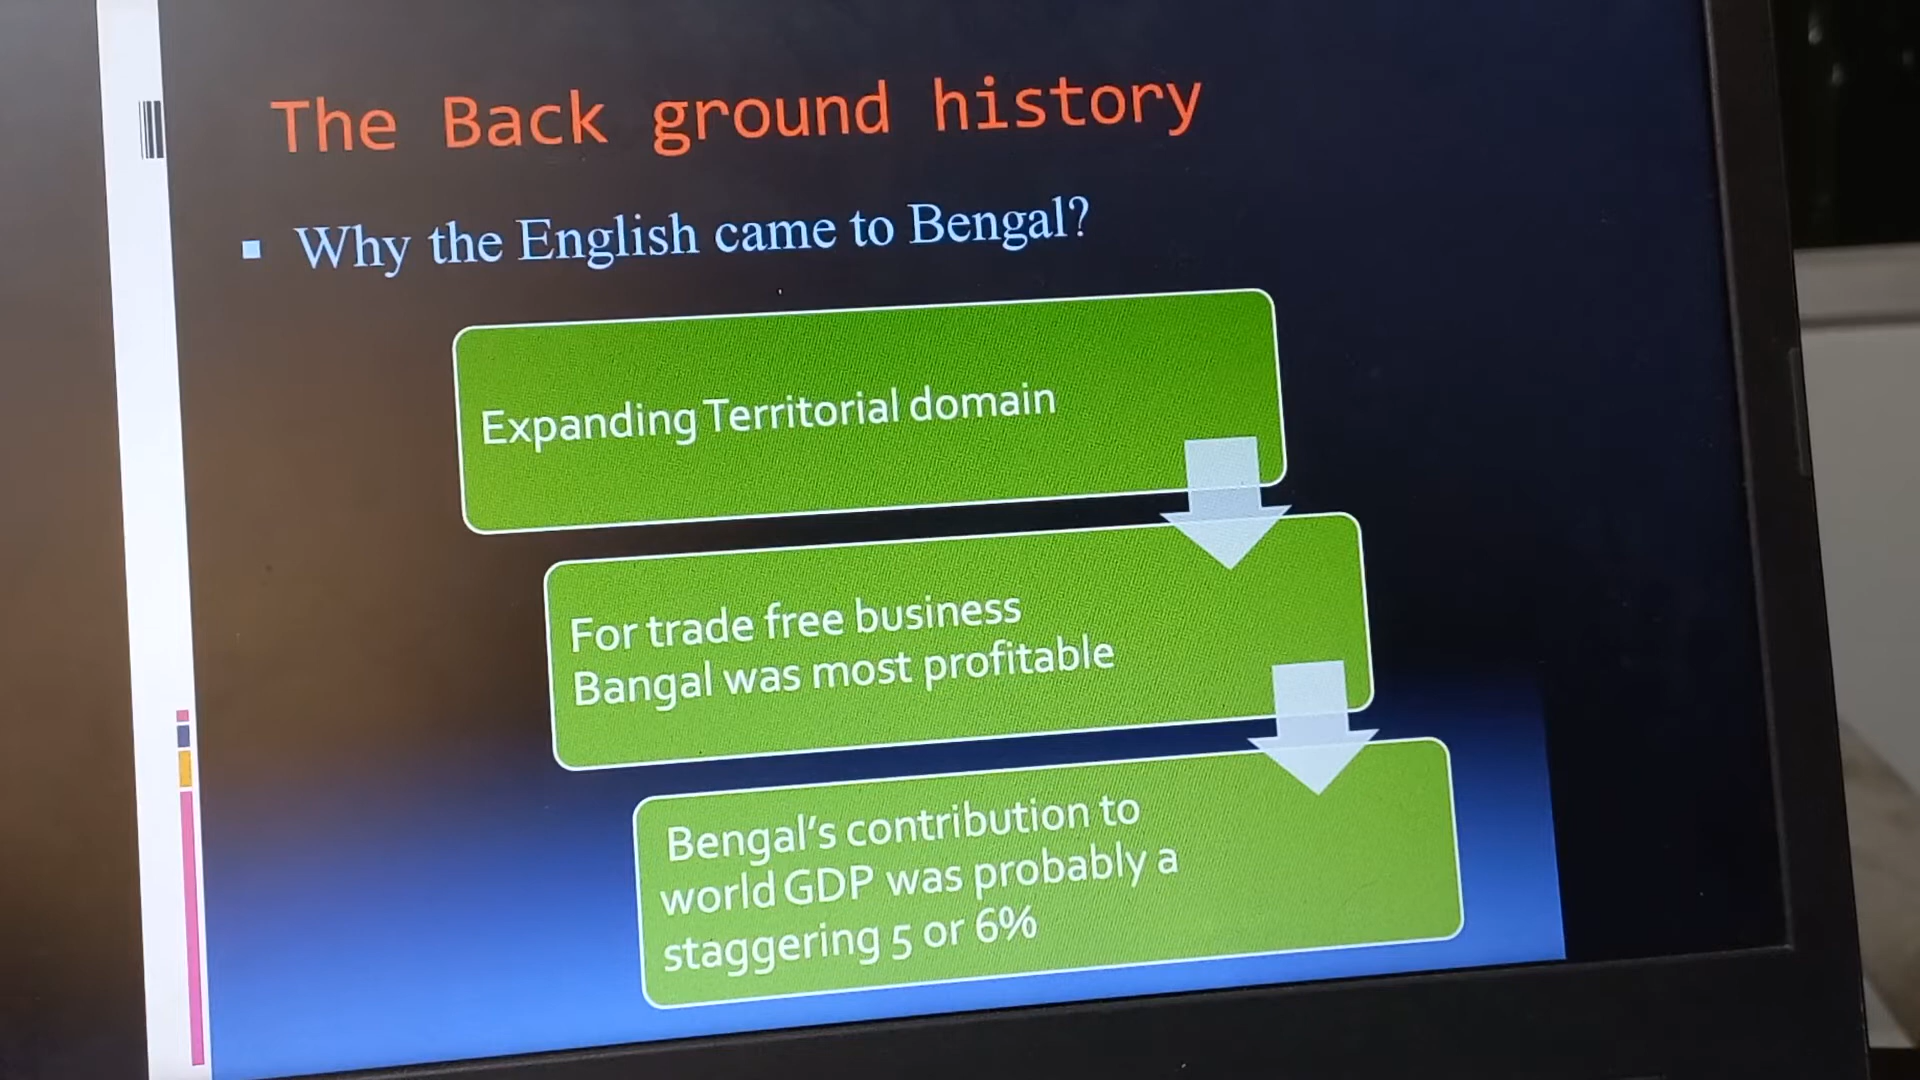 The Back ground history
Why the English came to Bengal?
Expanding Territorial domain
For trade free business
Bangal was most profitable
Bengal's contribution to
world GDP was probably a
staggering 5 or 6%